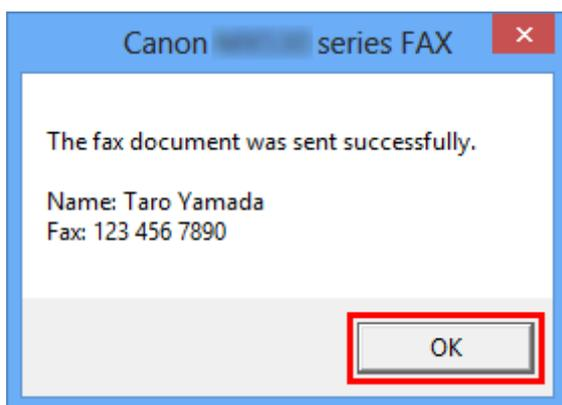 Canon series FAX
The fax document was sent successfully.
Name: Taro Yamada
Fax: 123 456 7890
OK